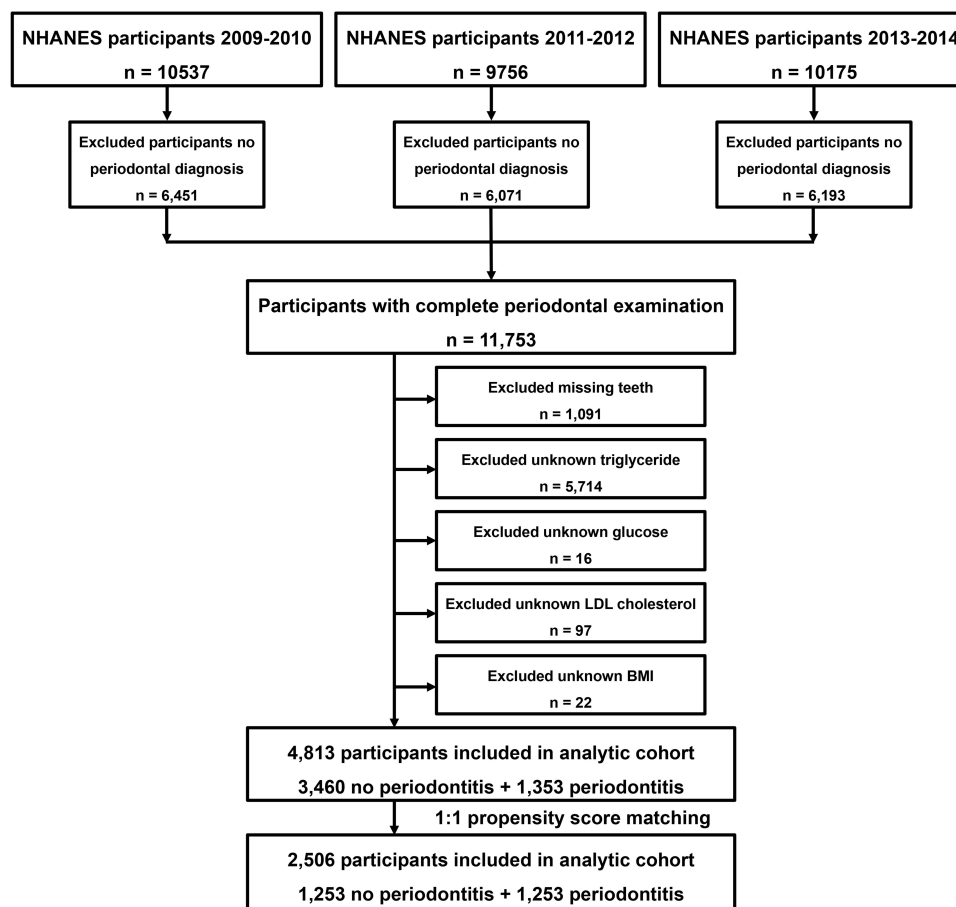 NHANES participants 2009-2010
n = 10537
NHANES participants 2011-2012
n = 9756
NHANES participants 2013-2014
n = 10175
Excluded participants no
periodontal diagnosis
n = 6,451
Excluded participants no
periodontal diagnosis
n = 6,071
Excluded participants no
periodontal diagnosis
n = 6,193
Participants with complete periodontal examination
n = 11,753
Excluded missing teeth
n = 1,091
Excluded unknown triglyceride
n = 5,714
Excluded unknown glucose
n = 16
Excluded unknown LDL cholesterol
n = 97
Excluded unknown BMI
n = 22
4,813 participants included in analytic cohort
3,460 no periodontitis + 1,353 periodontitis
1:1 propensity score matching
2,506 participants included in analytic cohort
1,253 no periodontitis + 1,253 periodontitis